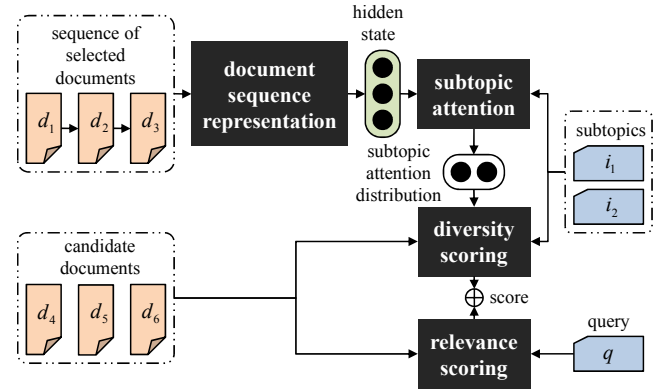 sequence of
selected
documents
d1
d2
d3
document
sequence
representation
hidden
state
subtopic
attention
subtopic
attention
distribution
subtopics
i1
i2
diversity
scoring
candidate
documents
d4
d5
d6
score
relevance
scoring
query
q